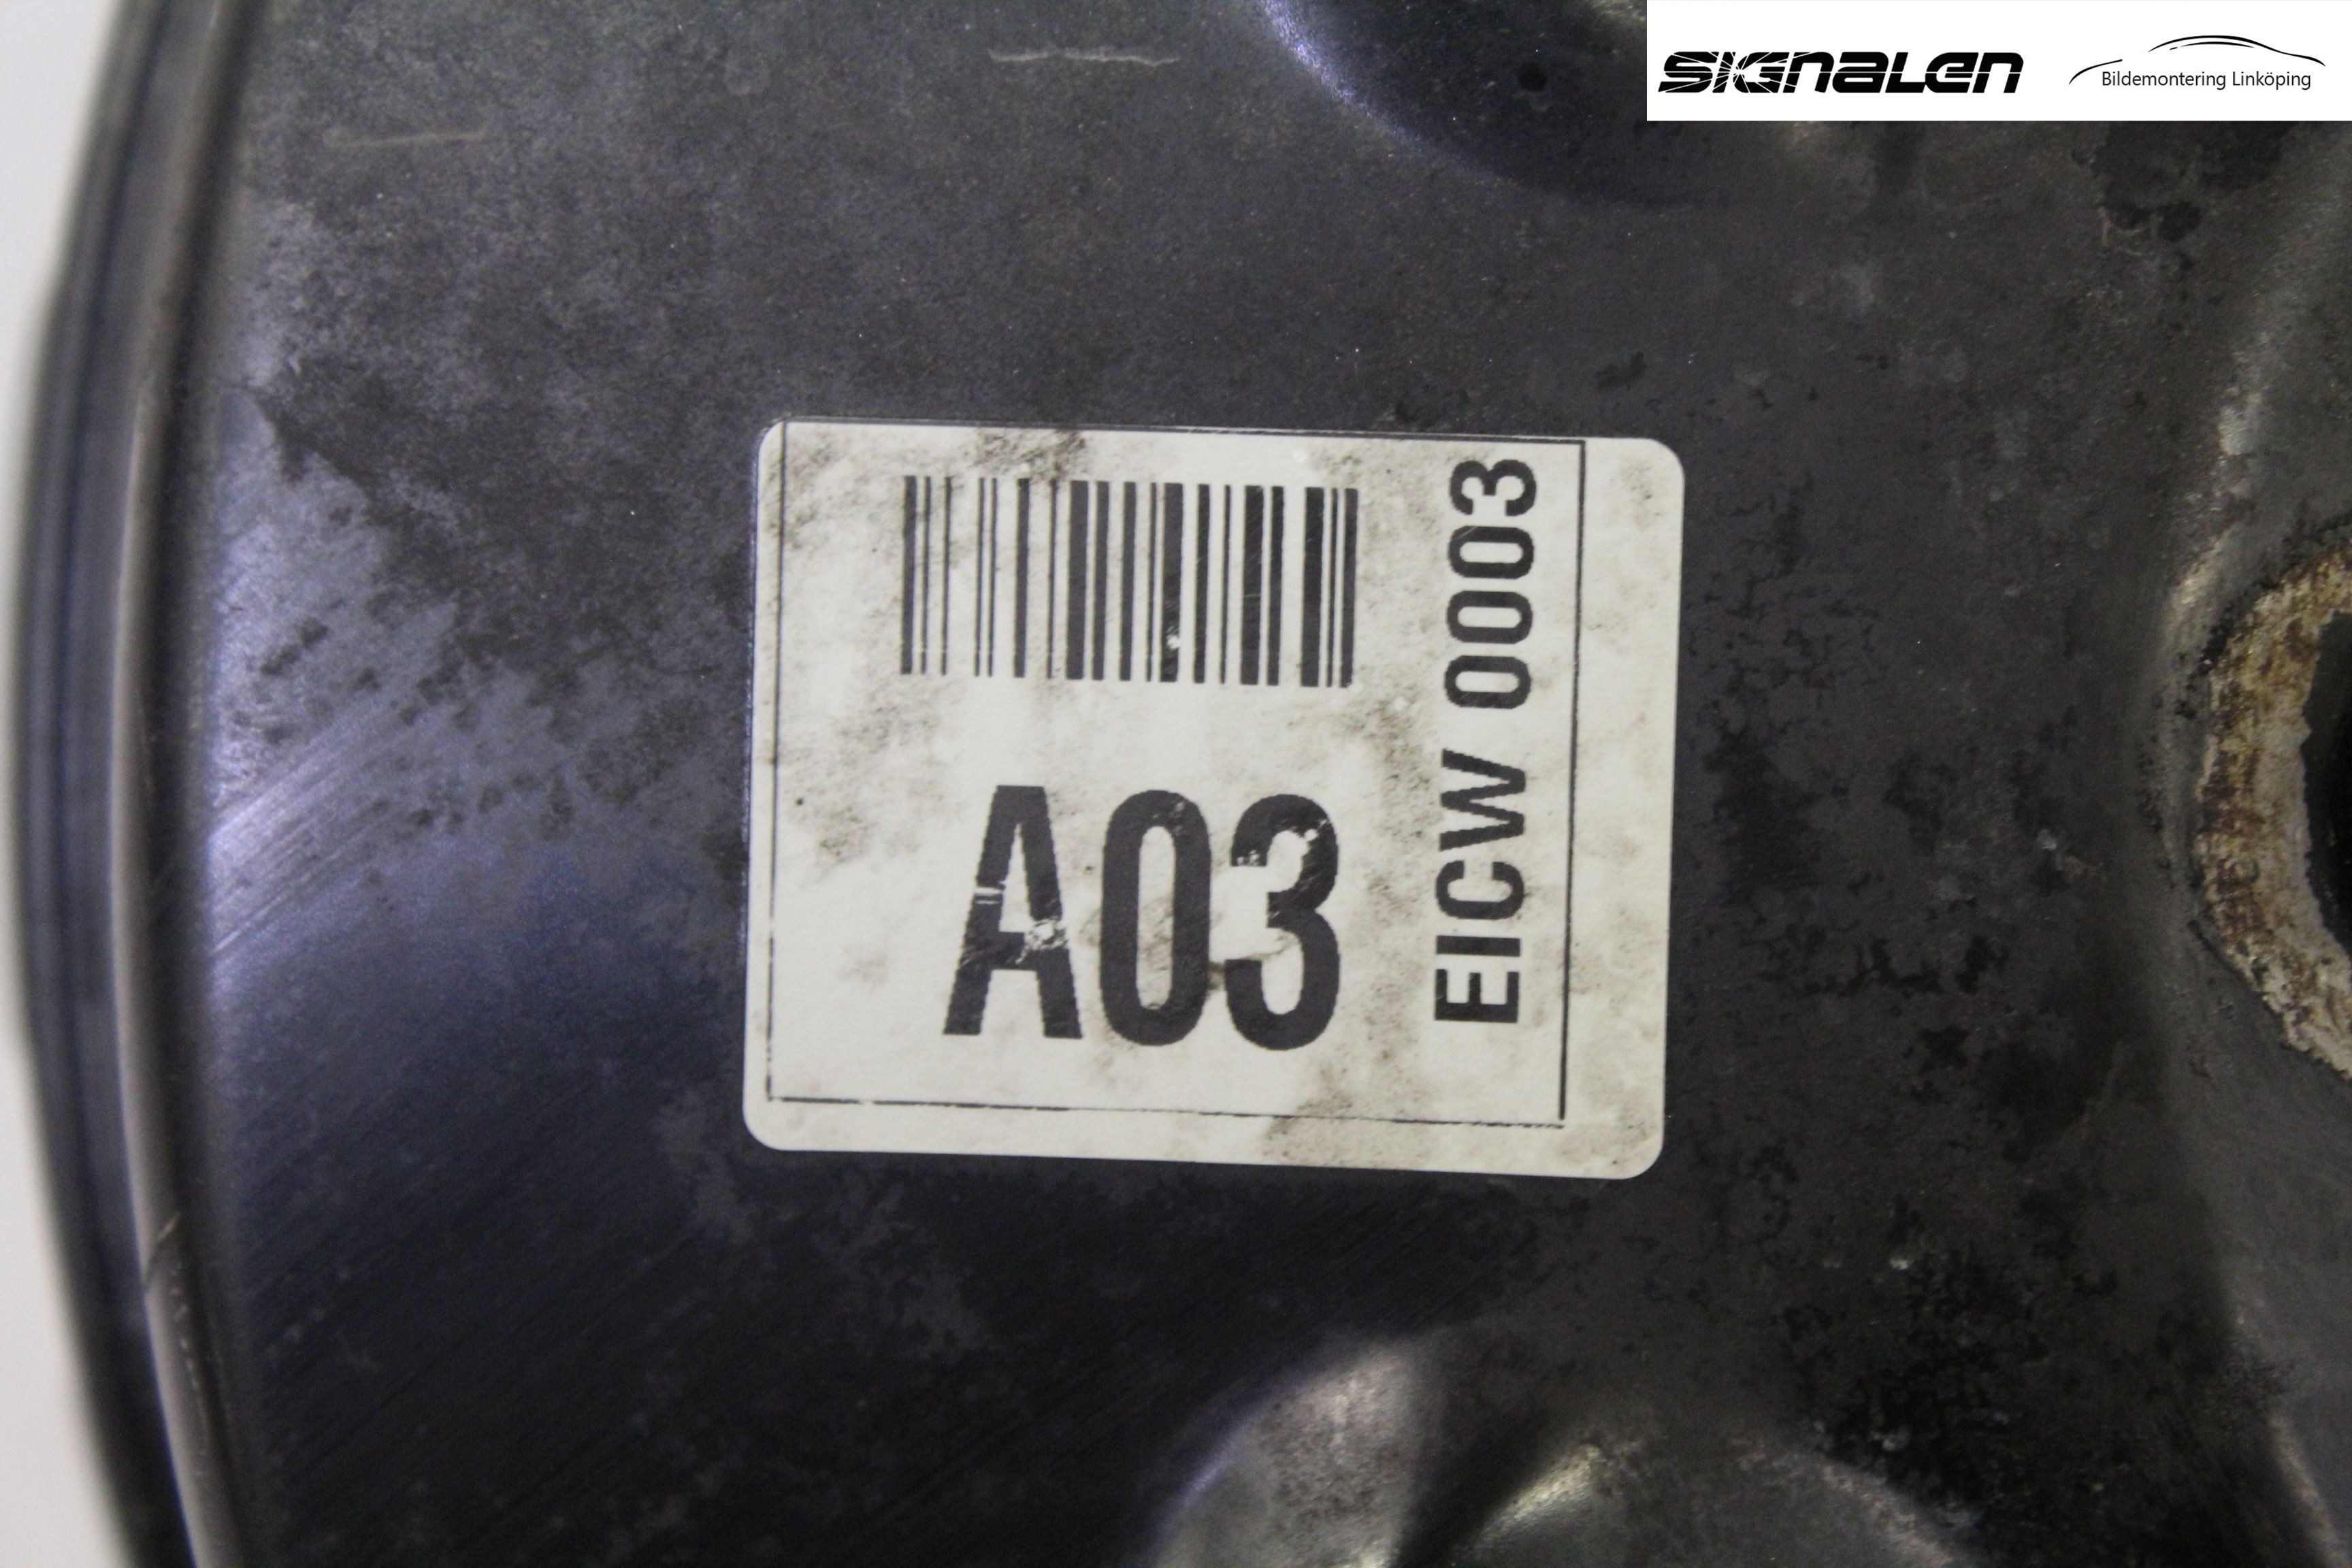 SIGNALEN
Bildemontering Linköping
A03
EICW 0003